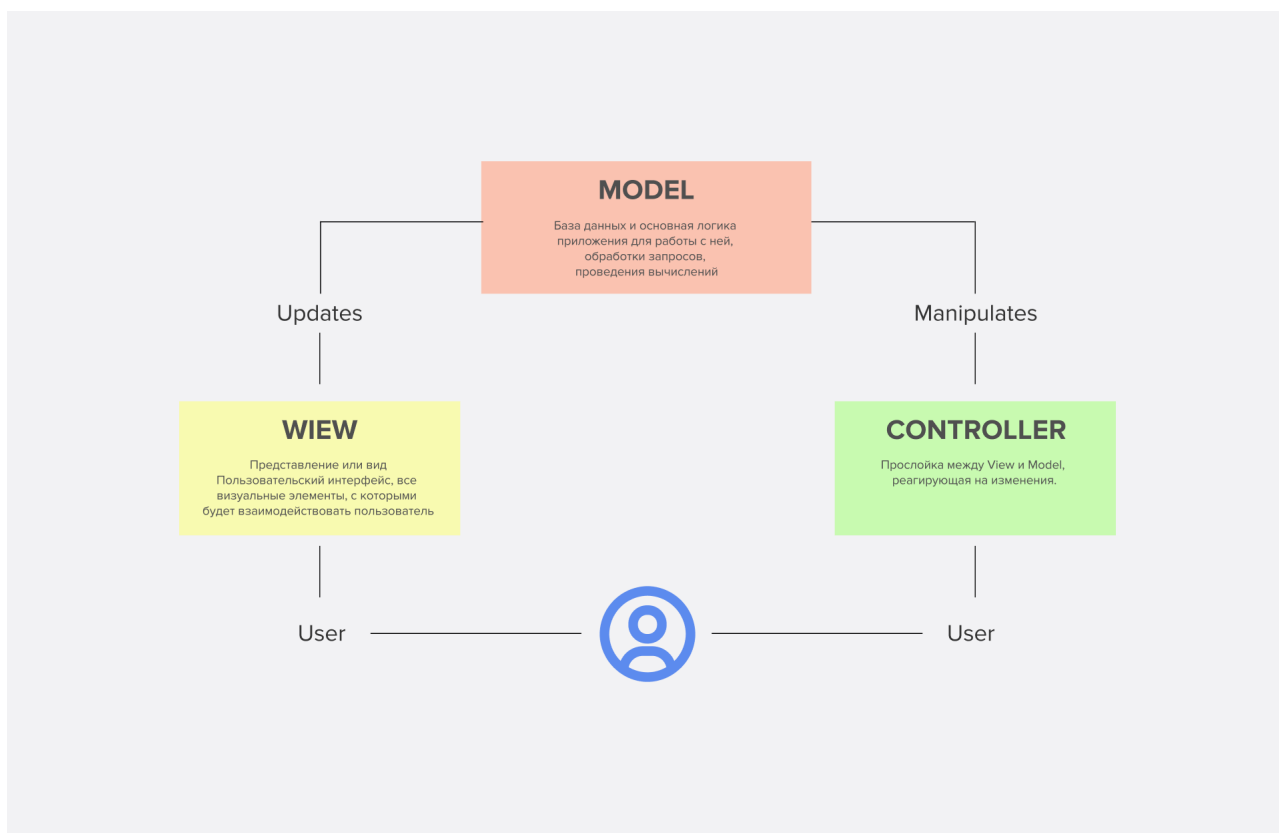 MODEL
База данных и основная логика
приложения для работы с ней,
обработки запросов,
проведения вычислений
Updates
Manipulates
WIEW
Представление или вид
Пользовательский интерфейс, все
визуальные элементы, с которыми
будет взаимодействовать пользователь
CONTROLLER
Прослойка между View и Model,
реагирующая на изменения.
User
User